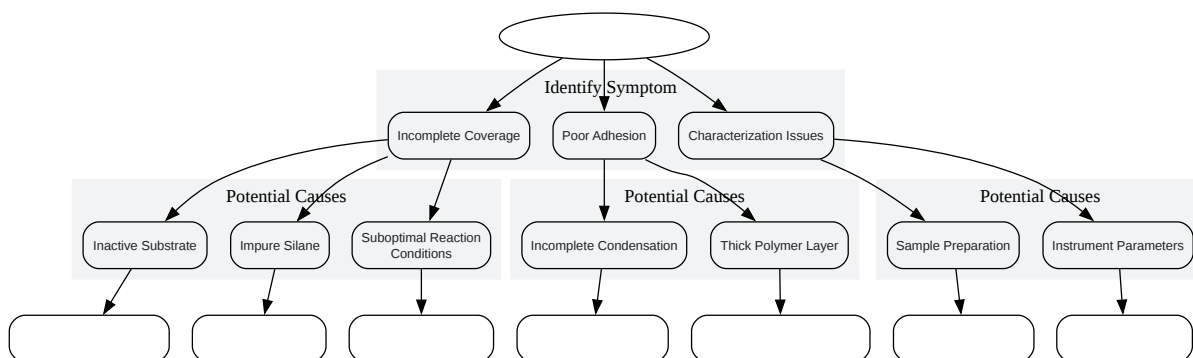 Identify Symptom
Incomplete Coverage
Poor Adhesion
Characterization Issues
Potential Causes
Potential Causes
Potential Causes
Inactive Substrate
Impure Silane
Suboptimal Reaction
Conditions
Incomplete Condensation
Thick Polymer Layer
Sample Preparation
Instrument Parameters